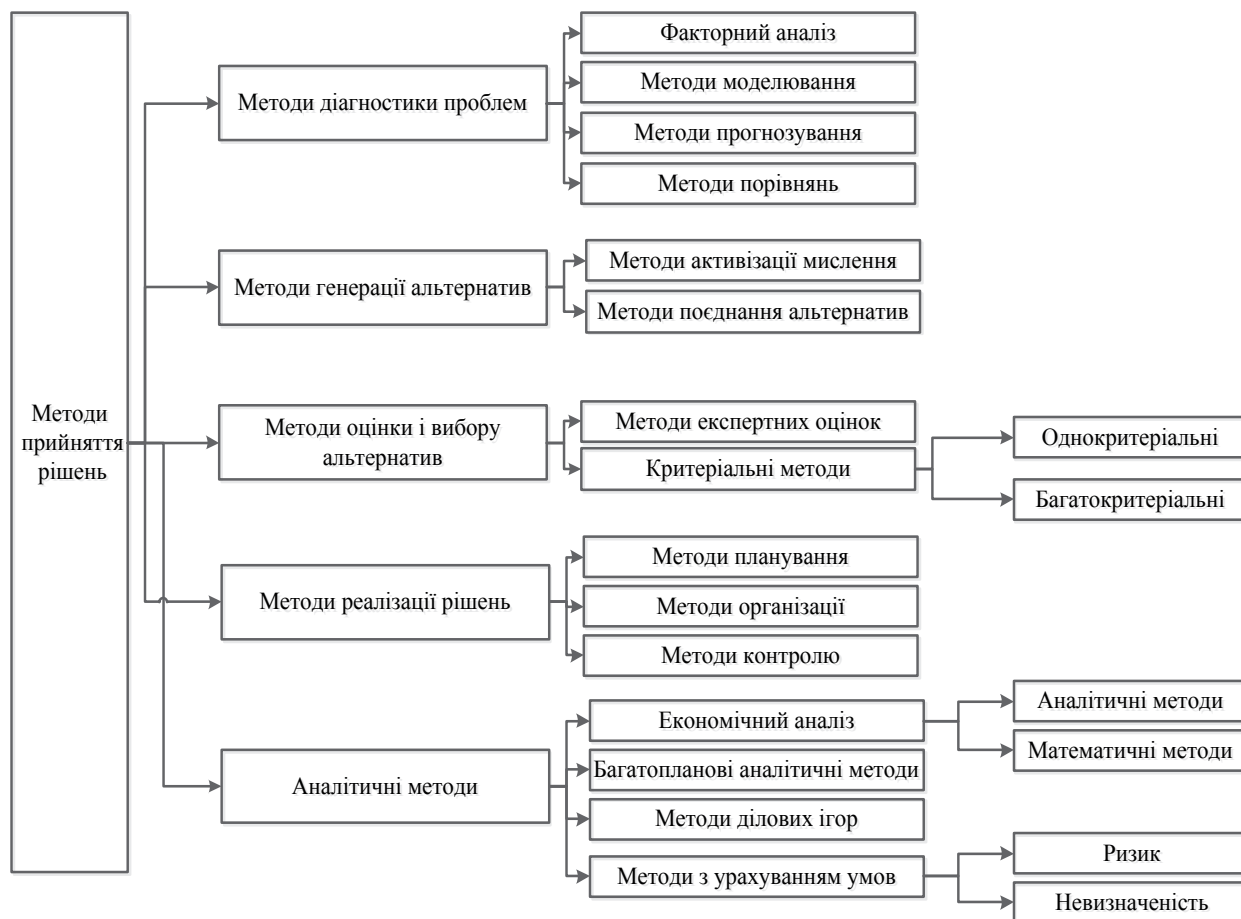 Методи
прийняття
рішень
Методи діагностики проблем
Факторний аналіз
Методи моделювання
Методи прогнозування
Методи порівнянь
Методи генерації альтернатив
Методи активізації мислення
Методи поєднання альтернатив
Методи оцінки і вибору
альтернатив
Методи експертних оцінок
Критеріальні методи
Однокритеріальні
Багатокритеріальні
Методи реалізації рішень
Методи планування
Методи організації
Методи контролю
Аналітичні методи
Економічний аналіз
Аналітичні методи
Математичні методи
Багатопланові аналітичні методи
Методи ділових ігор
Методи з урахуванням умов
Ризик
Невизначеність